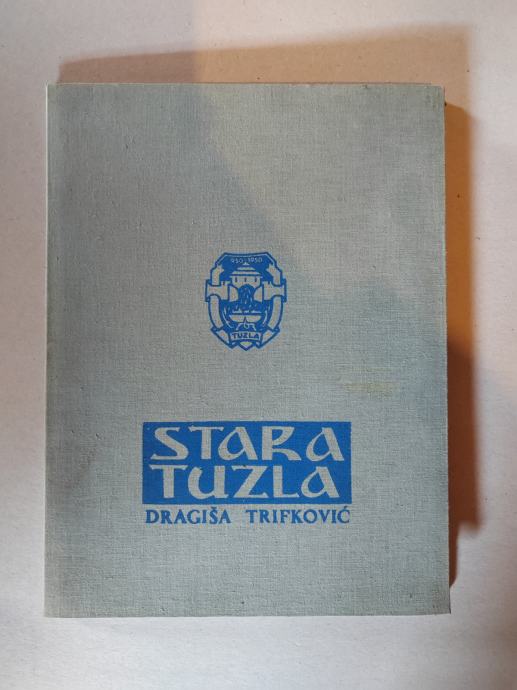 950 1950
TUZLA
STARA
TUZLA
DRAGIŠA TRIFKOVIĆ